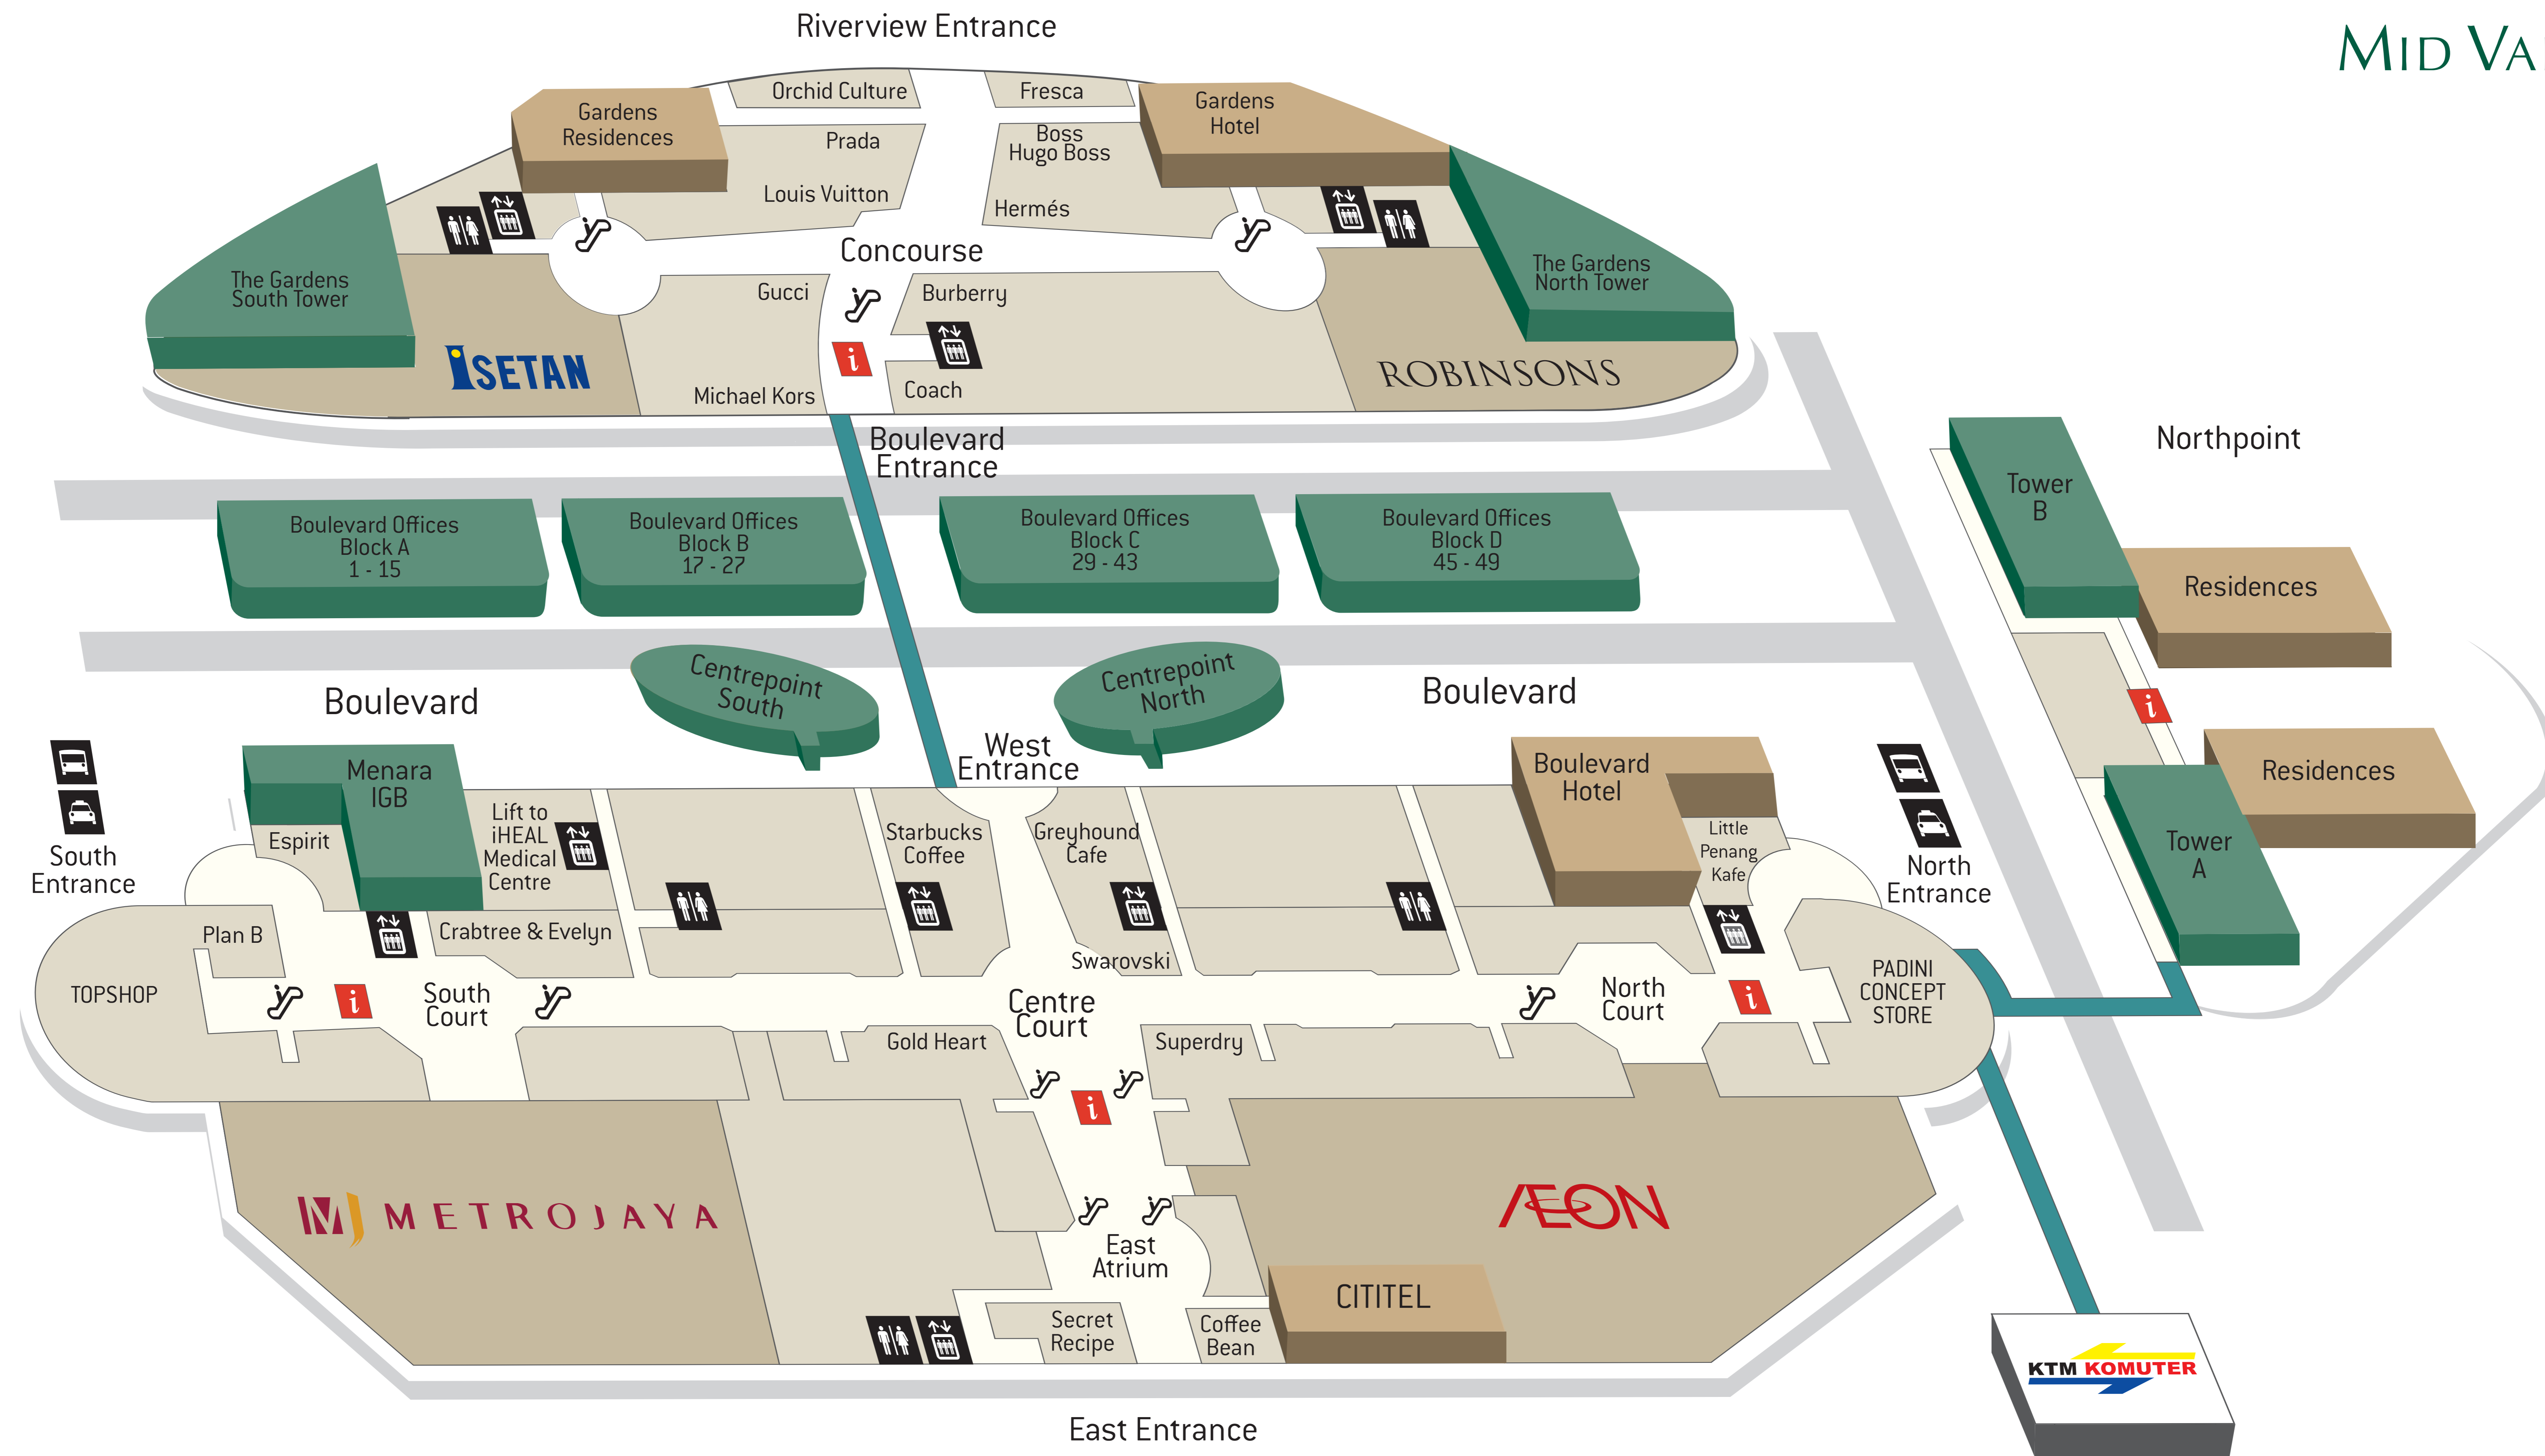 Riverview Entrance
MID VA
Orchid Culture
Fresca
Gardens
Residences
Gardens
Hotel
Prada
Boss
Hugo Boss
Louis Vuitton
Hermés
The Gardens
South Tower
Concourse
The Gardens
North Tower
Gucci
Burberry
iSETAN
i
ROBINSONS
Michael Kors
Coach
Boulevard
Entrance
Northpoint
Tower
B
Boulevard Offices
Block A
1 - 15
Boulevard Offices
Block B
17 - 27
Boulevard Offices
Block C
29 - 43
Boulevard Offices
Block D
45 - 49
Residences
Centrepoint
South
Centrepoint
North
Boulevard
Boulevard
i
West
Entrance
Menara
IGB
Boulevard
Hotel
Residences
Espirit
Lift to
iHEAL
Medical
Centre
Starbucks
Coffee
Greyhound
Cafe
Little
Penang
Kafe
Tower
A
South
Entrance
North
Entrance
Plan B
Crabtree & Evelyn
Swarovski
TOPSHOP
i
South
Court
Centre
Court
North
Court
i
PADINI
CONCEPT
STORE
Gold Heart
Superdry
i
MJ METROJAYA
AEON
East
Atrium
CITITEL
Secret
Recipe
Coffee
Bean
KTM KOMUTER
East Entrance